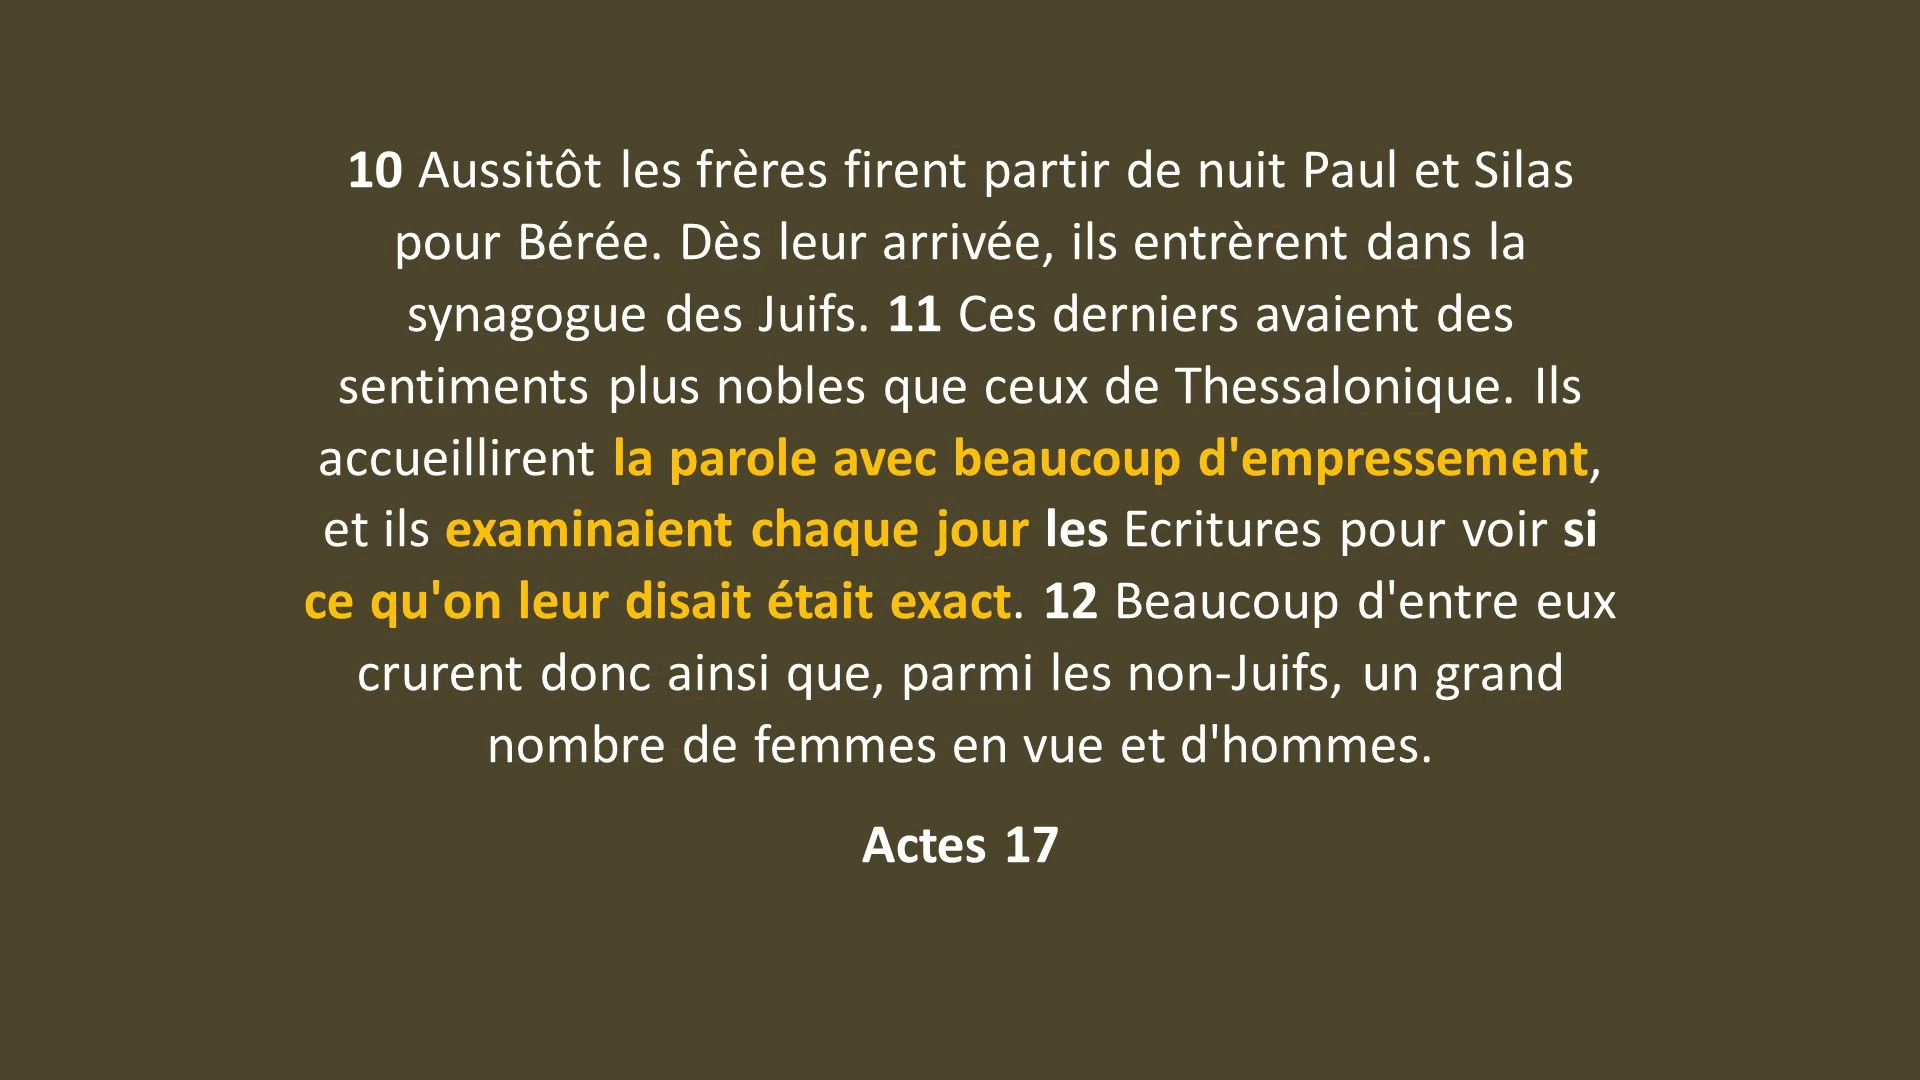 10 Aussitôt les frères firent partir de nuit Paul et Silas
pour Bérée. Dès leur arrivée, ils entrèrent dans la
synagogue des Juifs. 11 Ces derniers avaient des
sentiments plus nobles que ceux de Thessalonique. Ils
accueillirent la parole avec beaucoup d'empressement,
et ils examinaient chaque jour les Ecritures pour voir si
ce qu'on leur disait était exact. 12 Beaucoup d'entre eux
crurent donc ainsi que, parmi les non-Juifs, un grand
nombre de femmes en vue et d'hommes.
Actes 17